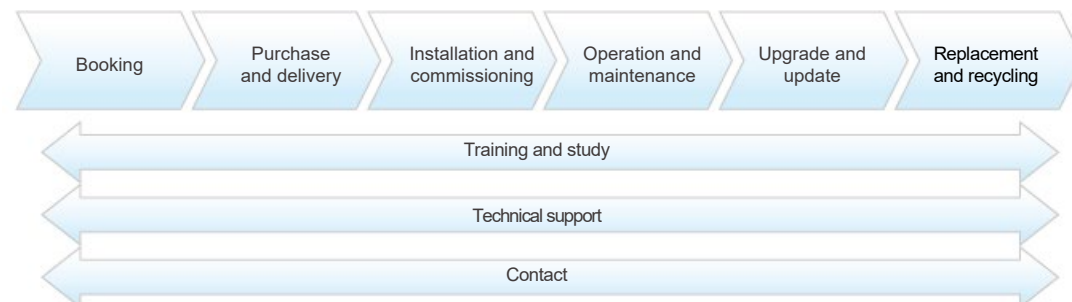 Booking
Purchase
and delivery
Installation and
commissioning
Operation and
maintenance
Upgrade and
update
Replacement
and recycling
Training and study
Technical support
Contact